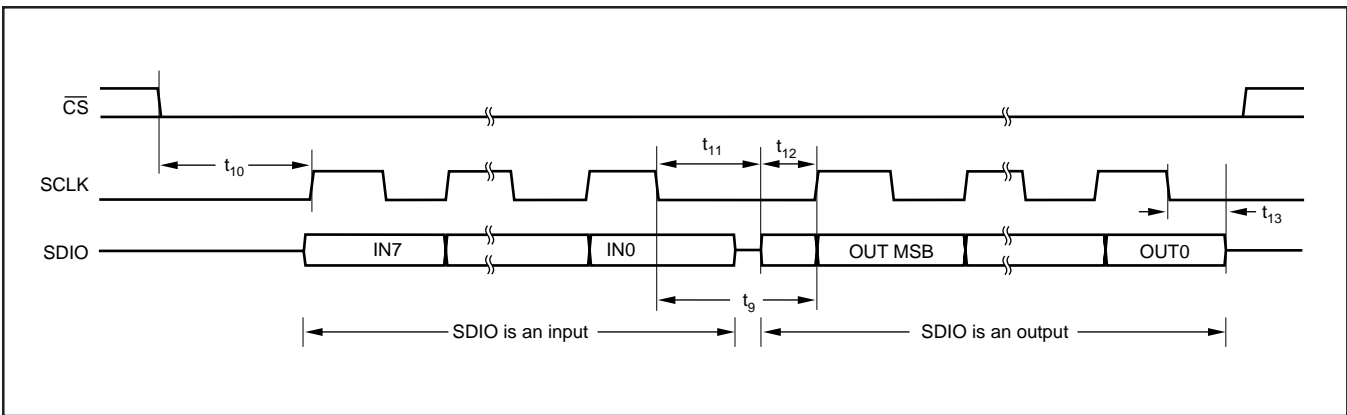 CS
t10
t11
t12
SCLK
t13
SDIO
IN7
IN0
OUT MSB
OUT0
t9
SDIO is an input
SDIO is an output